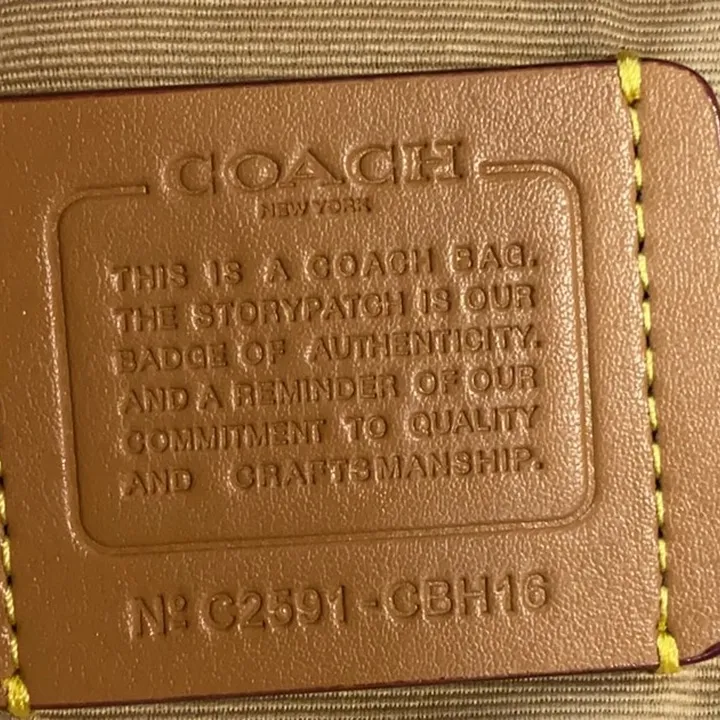 COACH
NEW YORK
THIS IS A COACH BAG.
THE STORYPATCH IS OUR
BADGE OF AUTHENTICITY.
AND A REMINDER OF OUR
COMMITMENT TO QUALITY
AND CRAFTSMANSHIP.
Nº C2591-CBH16